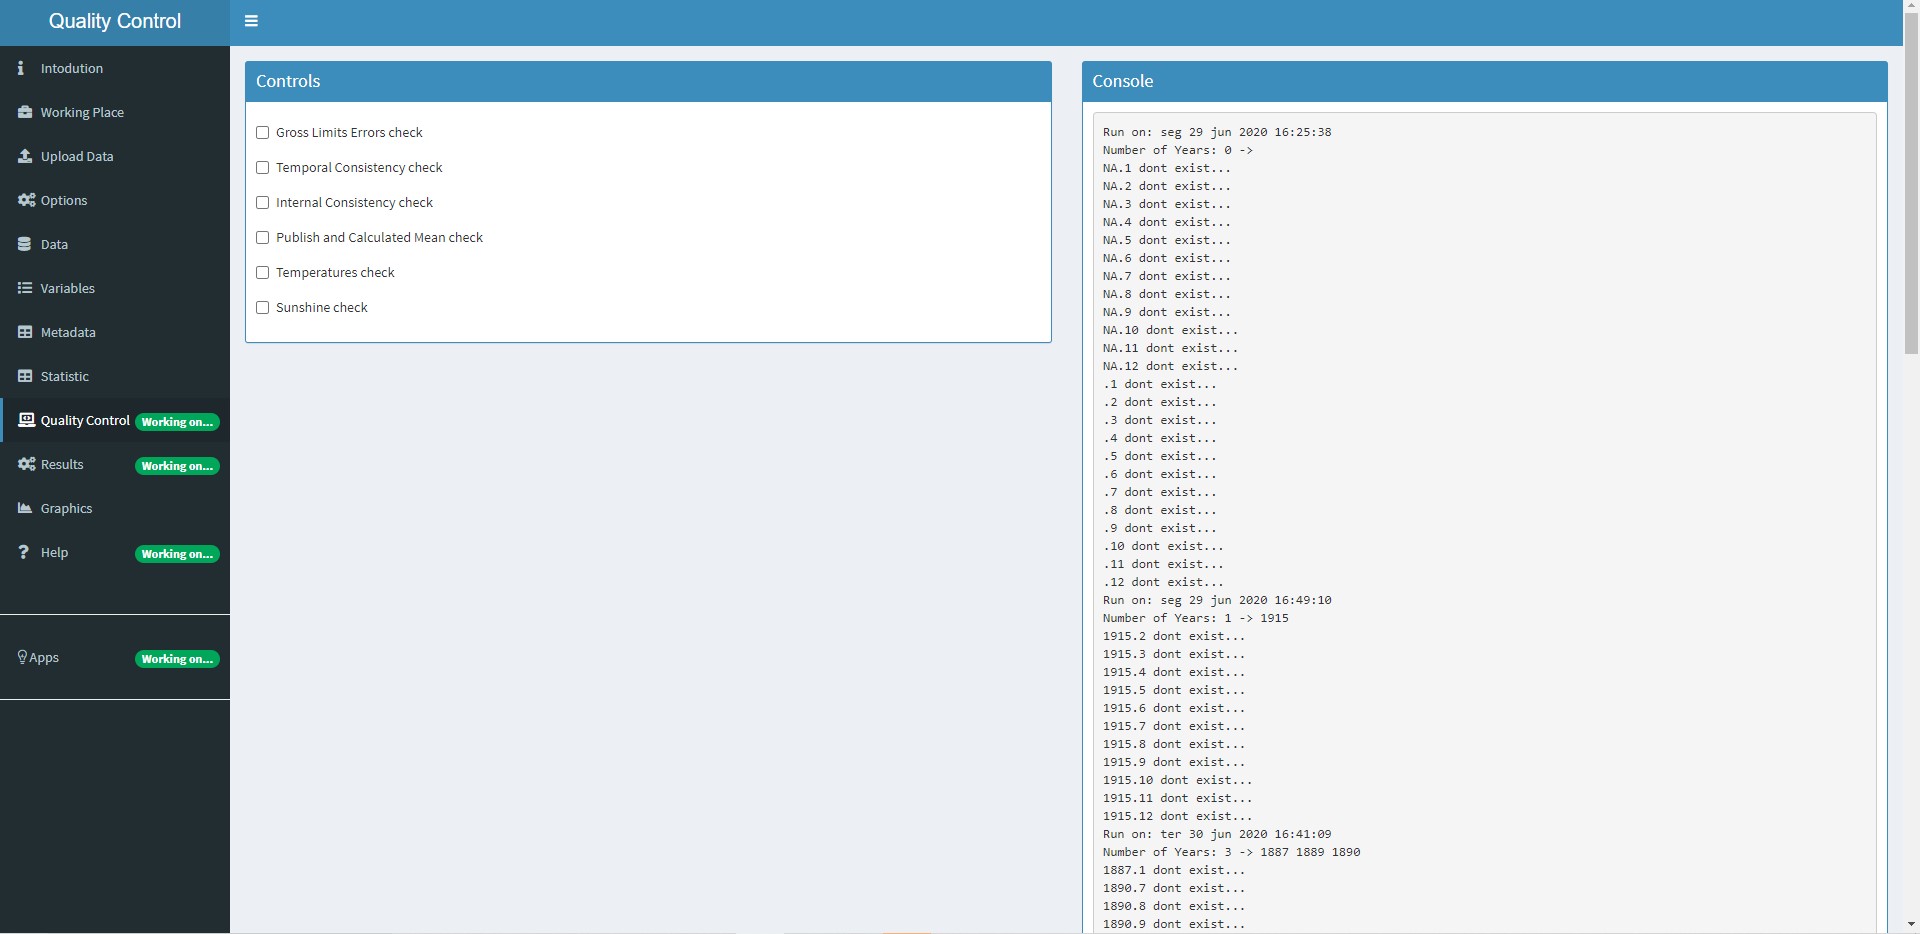 Quality Control
Intodution
Working Place
Upload Data
Options
Data
Variables
Metadata
Statistic
Quality Control Working on...
Results Working on...
Graphics
Help Working on...
Apps Working on...
Controls
Gross Limits Errors check
Temporal Consistency check
Internal Consistency check
Publish and Calculated Mean check
Temperatures check
Sunshine check
Console
Run on: seg 29 jun 2020 16:25:38
Number of Years: 0 ->
NA.1 dont exist...
NA.2 dont exist...
NA.3 dont exist...
NA.4 dont exist...
NA.5 dont exist...
NA.6 dont exist...
NA.7 dont exist...
NA.8 dont exist...
NA.9 dont exist...
NA.10 dont exist...
NA.11 dont exist...
NA.12 dont exist...
.1 dont exist...
.2 dont exist...
.3 dont exist...
.4 dont exist...
.5 dont exist...
.6 dont exist...
.7 dont exist...
.8 dont exist...
.9 dont exist...
.10 dont exist...
.11 dont exist...
.12 dont exist...
Run on: seg 29 jun 2020 16:49:10
Number of Years: 1 -> 1915
1915.2 dont exist...
1915.3 dont exist...
1915.4 dont exist...
1915.5 dont exist...
1915.6 dont exist...
1915.7 dont exist...
1915.8 dont exist...
1915.9 dont exist...
1915.10 dont exist...
1915.11 dont exist...
1915.12 dont exist...
Run on: ter 30 jun 2020 16:41:09
Number of Years: 3 -> 1887 1889 1890
1887.1 dont exist...
1890.7 dont exist...
1890.8 dont exist...
1890.9 dont exist...